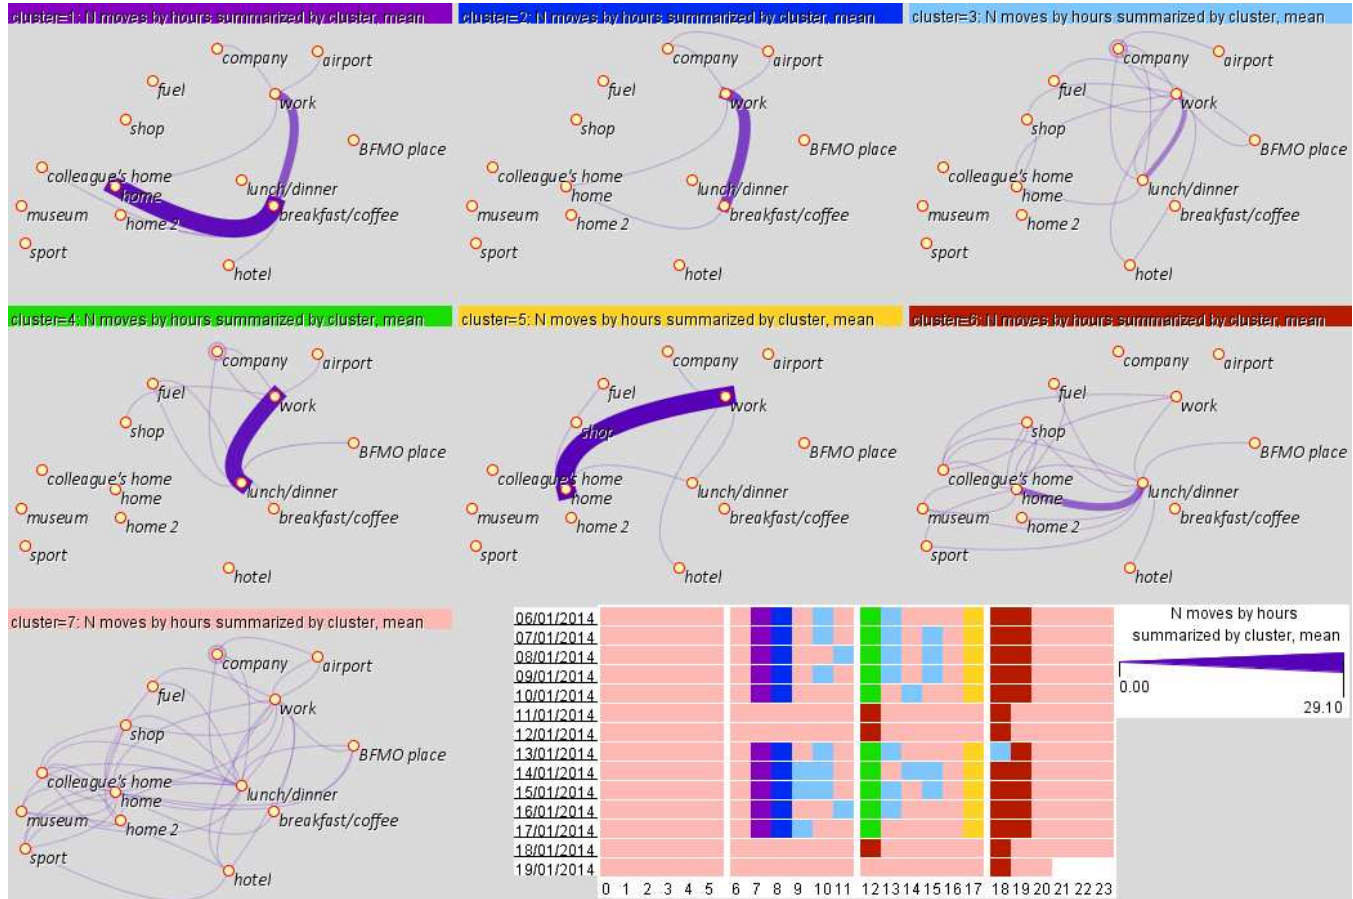 cluster=1: N moves by hours summarized by cluster, mean
company
airport
fuel
work
shop
BFMO place
colleague's home
home
lunch/dinner
museum
home 2
breakfast/coffee
sport
hotel
cluster=2: N moves by hours summarized by cluster, mean
company
airport
fuel
work
shop
BFMO place
colleague's home
home
lunch/dinner
museum
home 2
breakfast/coffee
sport
hotel
cluster=3: N moves by hours summarized by cluster, mean
company
airport
fuel
work
shop
BFMO place
colleague's home
home
lunch/dinner
museum
home 2
breakfast/coffee
sport
hotel
cluster=4: N moves by hours summarized by cluster, mean
company
airport
fuel
work
shop
BFMO place
colleague's home
home
lunch/dinner
museum
home 2
breakfast/coffee
sport
hotel
cluster=5: N moves by hours summarized by cluster, mean
company
airport
fuel
work
shop
BFMO place
colleague's home
home
lunch/dinner
museum
home 2
breakfast/coffee
sport
hotel
cluster=6: N moves by hours summarized by cluster, mean
company
airport
fuel
work
shop
BFMO place
colleague's home
home
lunch/dinner
museum
home 2
breakfast/coffee
sport
hotel
cluster=7: N moves by hours summarized by cluster, mean
company
airport
fuel
work
shop
BFMO place
colleague's home
home
lunch/dinner
museum
home 2
breakfast/coffee
sport
hotel
06/01/2014
07/01/2014
08/01/2014
09/01/2014
10/01/2014
11/01/2014
12/01/2014
13/01/2014
14/01/2014
15/01/2014
16/01/2014
17/01/2014
18/01/2014
19/01/2014
0 1 2 3 4 5 6 7 8 9 10 11 12 13 14 15 16 17 18 19 20 21 22 23
N moves by hours
summarized by cluster, mean
0.00
29.10